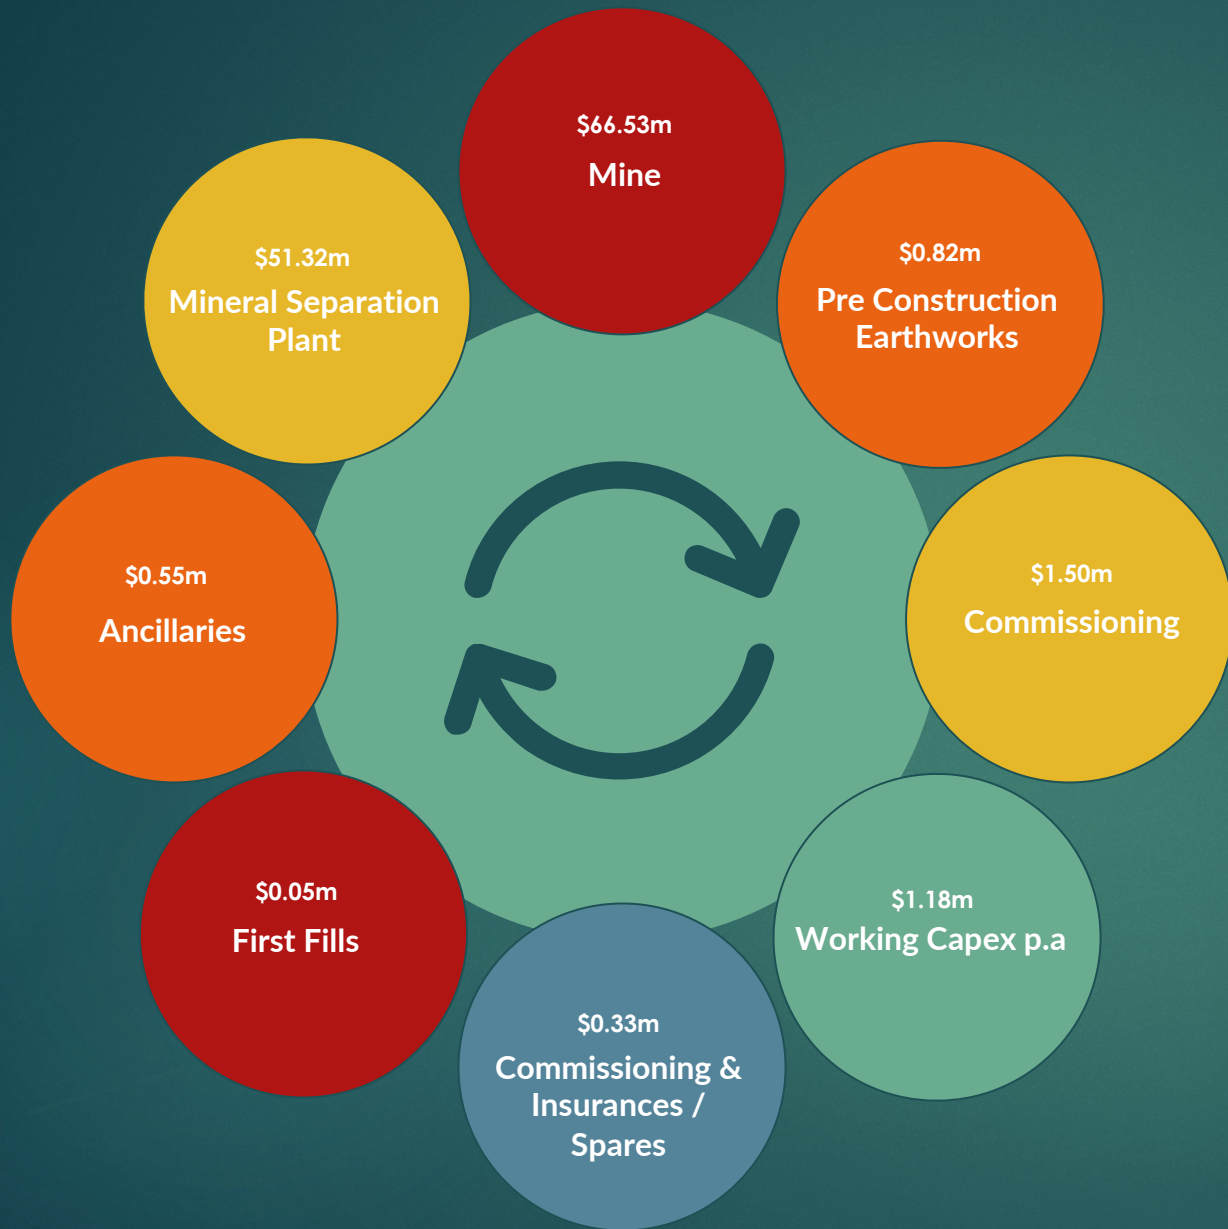 $66.53m
Mine
$0.82m
Pre Construction
Earthworks
$1.50m
Commissioning
$1.18m
Working Capex p.a
$0.33m
Commissioning &
Insurances /
Spares
$0.05m
First Fills
$0.55m
Ancillaries
$51.32m
Mineral Separation
Plant